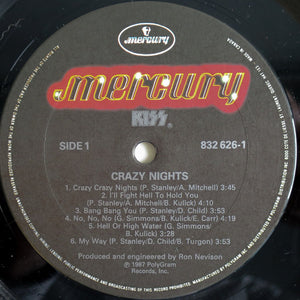 mercury
mercury
KISS
SIDE 1
832 626-1
CRAZY NIGHTS
1. Crazy Crazy Nights (P. Stanley/A. Mitchell) 3:45
2. I'll Fight Hell To Hold You
(P. Stanley/A. Mitchell/B. Kulick) 4:10
3. Bang Bang You (P. Stanley/D. Child) 3:53
4. No, No, No (G. Simmons/B. Kulick/E. Carr) 4:19
5. Hell Or High Water (G. Simmons/
B. Kulick) 3:28
6. My Way (P. Stanley/D. Child/B. Turgon) 3:53
Produced and engineered by Ron Nevison
℗ 1987 PolyGram
Records, Inc.